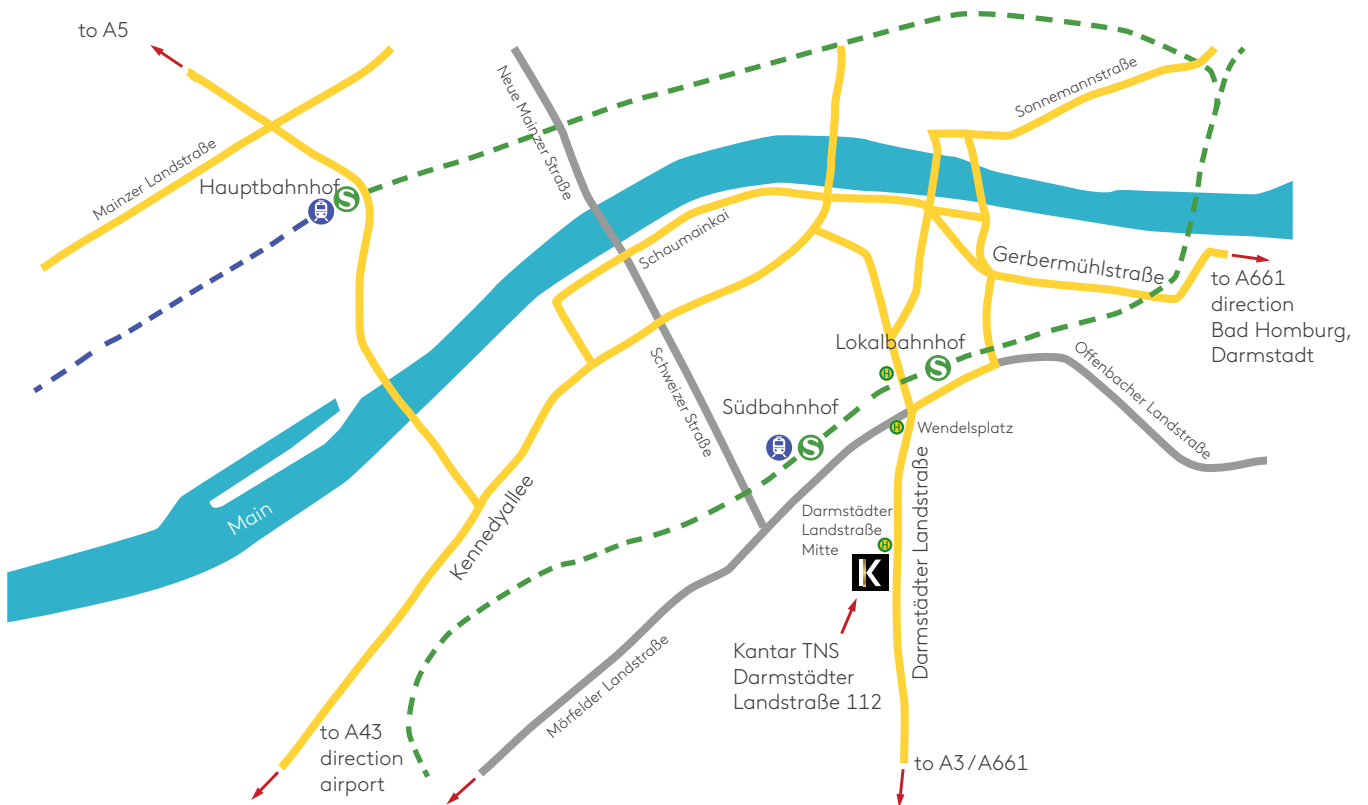 to A5
Neue Mainzer Straße
Sonnemannstraße
Mainzer Landstraße
Hauptbahnhof
S
Schaumainkai
Gerbermühlstraße
to A661
direction
Bad Homburg,
Darmstadt
Lokalbahnhof
H
S
Offenbacher Landstraße
Schweizer Straße
Südbahnhof
S
H
Wendelsplatz
Main
Kennedyallee
Darmstädter
Landstraße
Mitte
H
K
Darmstädter Landstraße
Kantar TNS
Darmstädter
Landstraße 112
Mörfelder Landstraße
to A43
direction
airport
to A3/A661